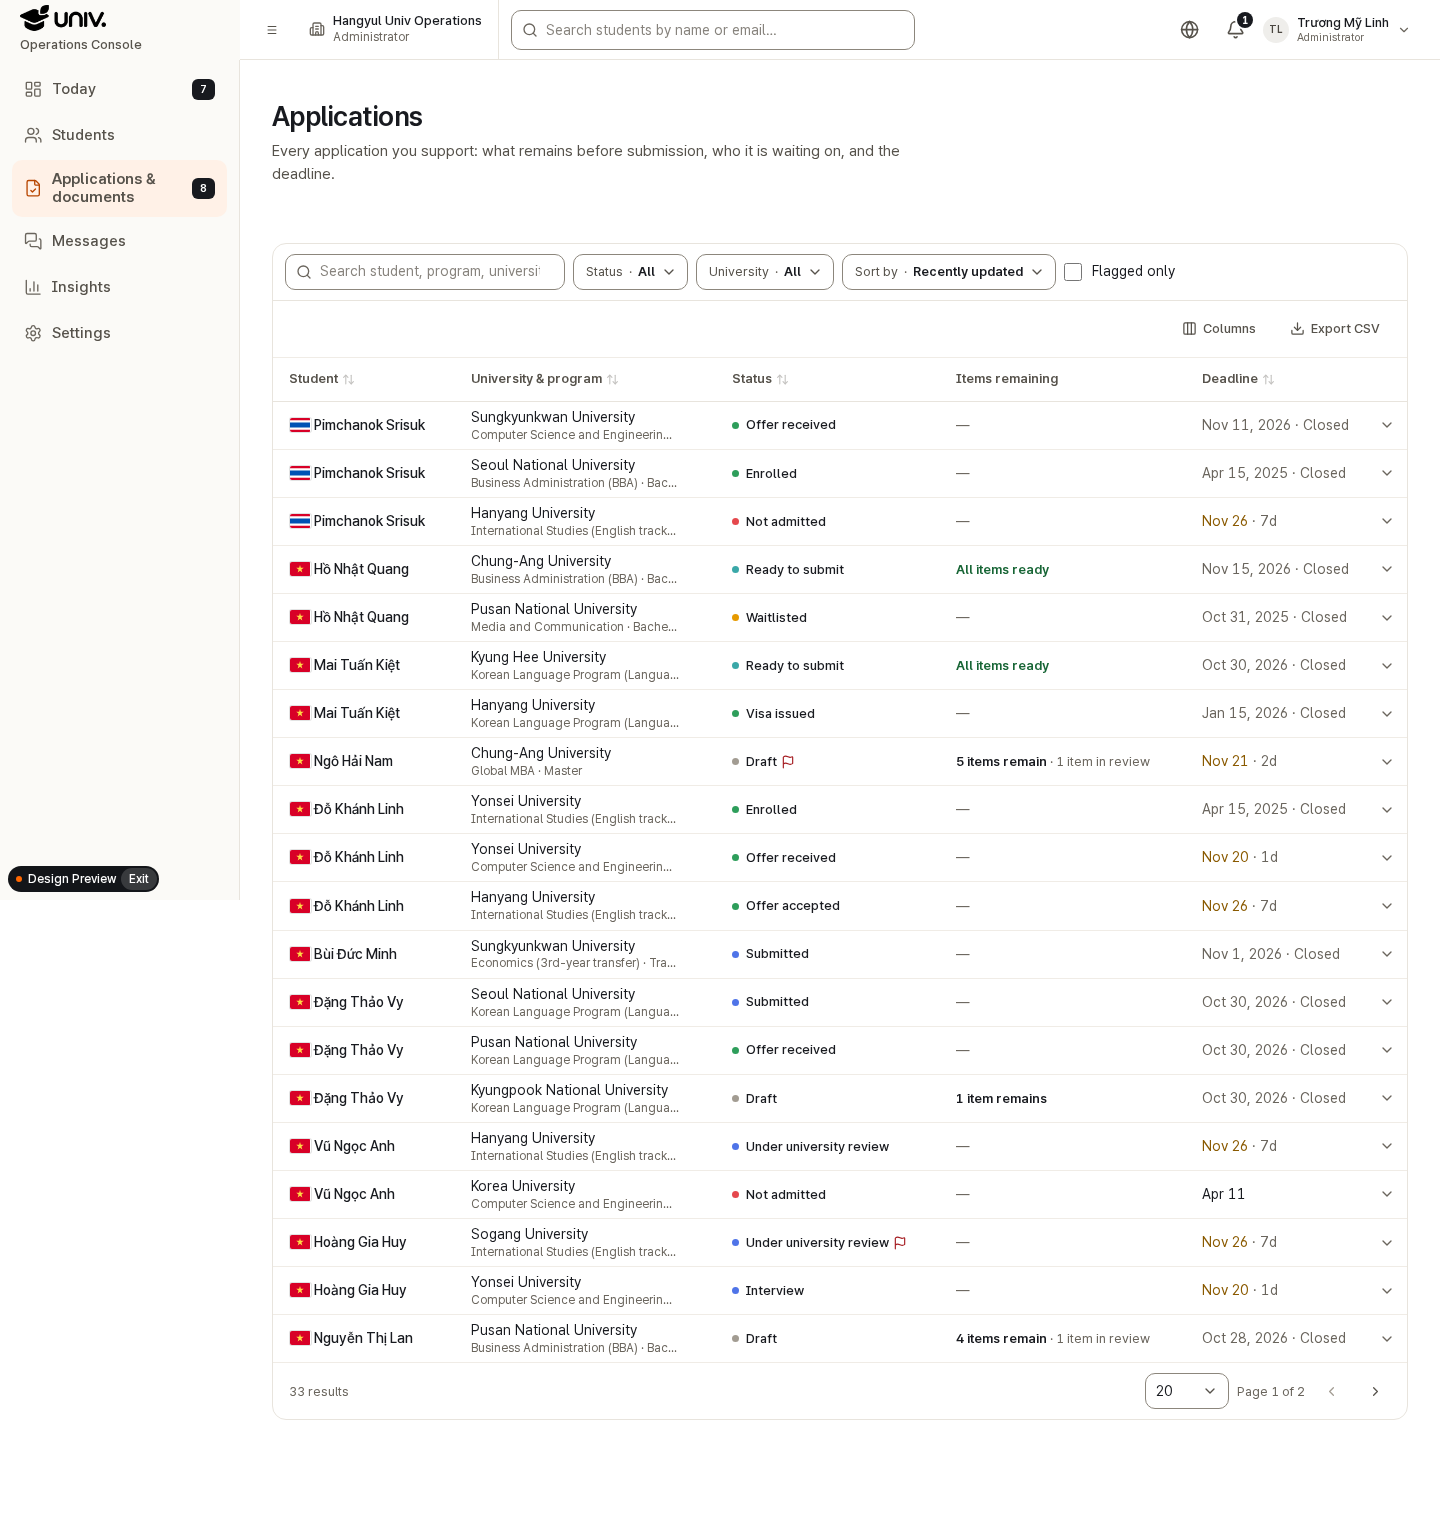 UNIV.
Operations Console
Today 7
Students
Applications &
documents 8
Messages
Insights
Settings
Design Preview Exit
Hangyul Univ Operations
Administrator
Search students by name or email...
1
TL
Trương Mỹ Linh
Administrator
Applications
Every application you support: what remains before submission, who it is waiting on, and the
deadline.
Search student, program, universit
Status · All
University · All
Sort by · Recently updated
Flagged only
Columns
Export CSV
Student University & program Status Items remaining Deadline
Pimchanok Srisuk Sungkyunkwan University Offer received — Nov 11, 2026 · Closed
Computer Science and Engineerin...
Pimchanok Srisuk Seoul National University Enrolled — Apr 15, 2025 · Closed
Business Administration (BBA) · Bac...
Pimchanok Srisuk Hanyang University Not admitted — Nov 26 · 7d
International Studies (English track...
Hồ Nhật Quang Chung-Ang University Ready to submit All items ready Nov 15, 2026 · Closed
Business Administration (BBA) · Bac...
Hồ Nhật Quang Pusan National University Waitlisted — Oct 31, 2025 · Closed
Media and Communication · Bache...
Mai Tuấn Kiệt Kyung Hee University Ready to submit All items ready Oct 30, 2026 · Closed
Korean Language Program (Langua...
Mai Tuấn Kiệt Hanyang University Visa issued — Jan 15, 2026 · Closed
Korean Language Program (Langua...
Ngô Hải Nam Chung-Ang University Draft 5 items remain · 1 item in review Nov 21 · 2d
Global MBA · Master
Đỗ Khánh Linh Yonsei University Enrolled — Apr 15, 2025 · Closed
International Studies (English track...
Đỗ Khánh Linh Yonsei University Offer received — Nov 20 · 1d
Computer Science and Engineerin...
Đỗ Khánh Linh Hanyang University Offer accepted — Nov 26 · 7d
International Studies (English track...
Bùi Đức Minh Sungkyunkwan University Submitted — Nov 1, 2026 · Closed
Economics (3rd-year transfer) · Tra...
Đặng Thảo Vy Seoul National University Submitted — Oct 30, 2026 · Closed
Korean Language Program (Langua...
Đặng Thảo Vy Pusan National University Offer received — Oct 30, 2026 · Closed
Korean Language Program (Langua...
Đặng Thảo Vy Kyungpook National University Draft 1 item remains Oct 30, 2026 · Closed
Korean Language Program (Langua...
Vũ Ngọc Anh Hanyang University Under university review — Nov 26 · 7d
International Studies (English track...
Vũ Ngọc Anh Korea University Not admitted — Apr 11
Computer Science and Engineerin...
Hoàng Gia Huy Sogang University Under university review — Nov 26 · 7d
International Studies (English track...
Hoàng Gia Huy Yonsei University Interview — Nov 20 · 1d
Computer Science and Engineerin...
Nguyễn Thị Lan Pusan National University Draft 4 items remain · 1 item in review Oct 28, 2026 · Closed
Business Administration (BBA) · Bac...
33 results 20 Page 1 of 2